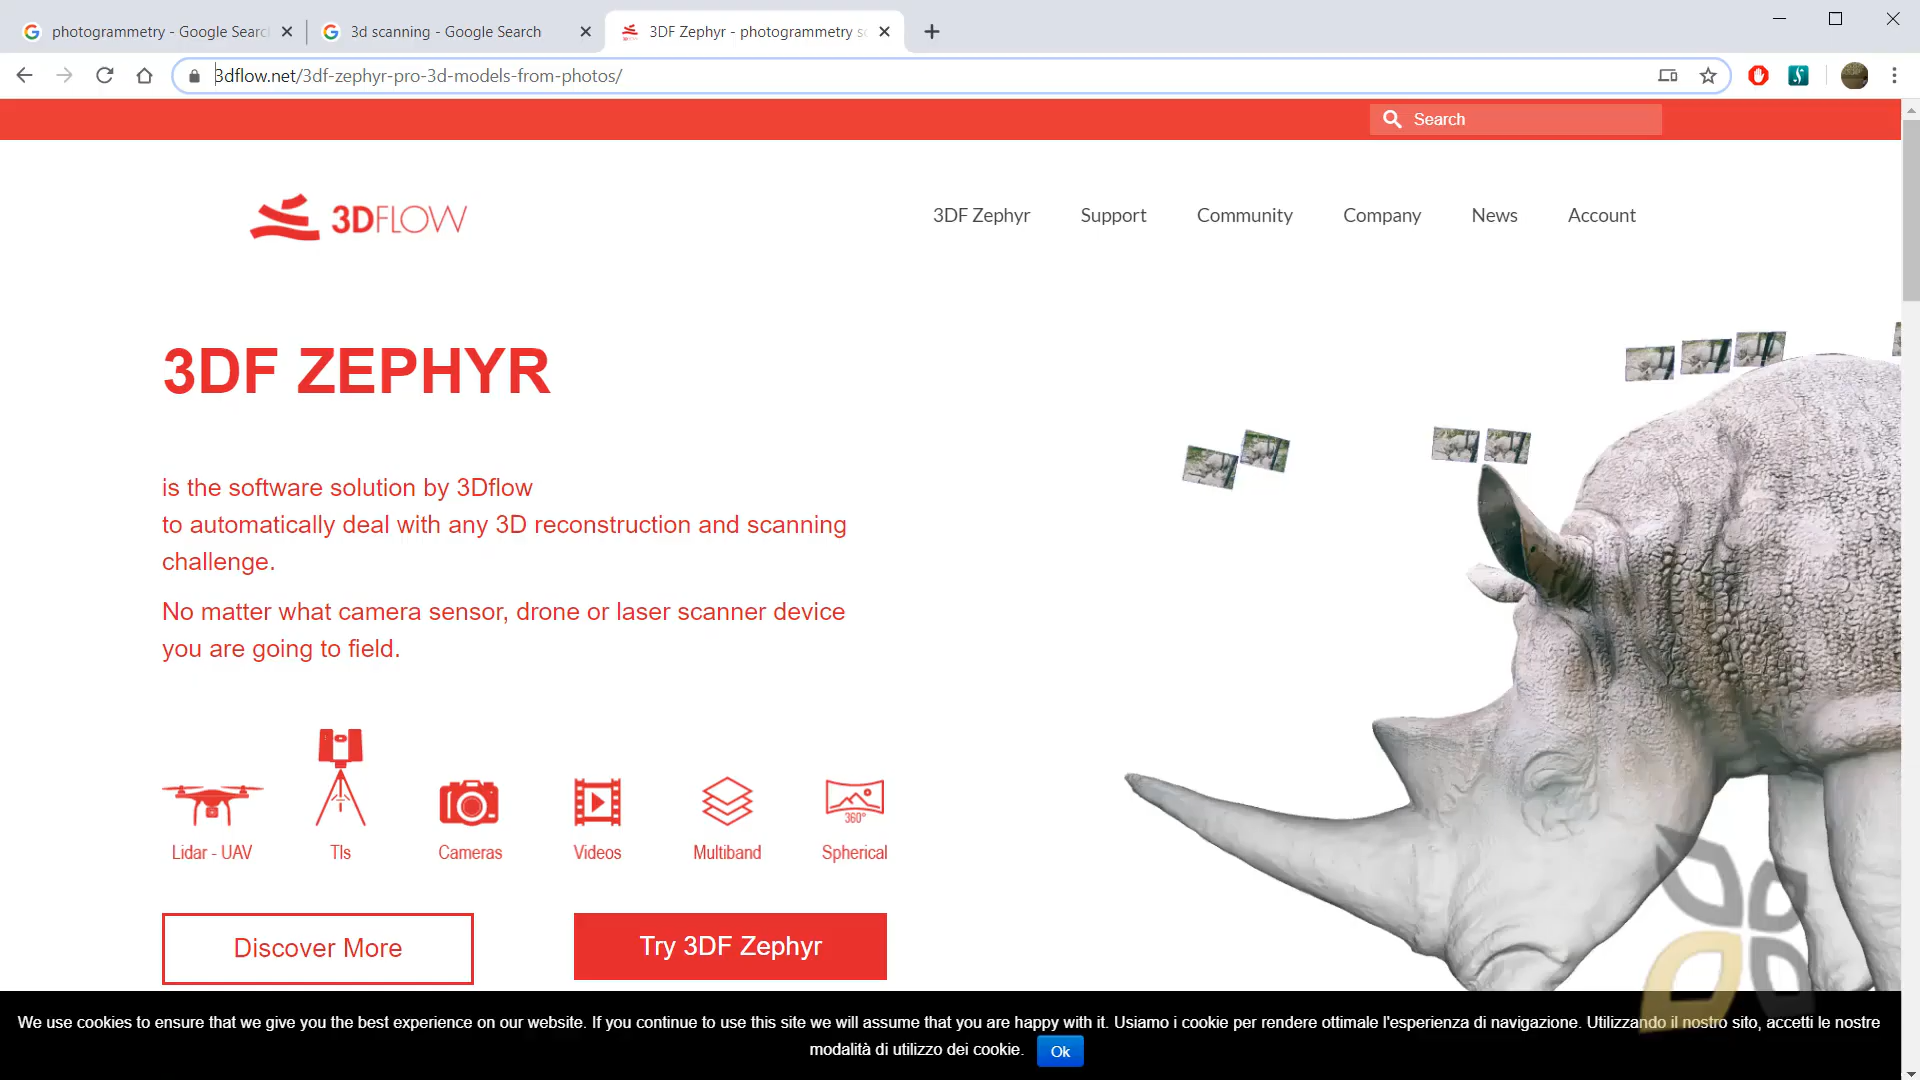 photogrammetry - Google Searc
3d scanning - Google Search
3DF Zephyr - photogrammetry s
3dflow.net/3df-zephyr-pro-3d-models-from-photos/
Search
3DFLOW
3DF Zephyr
Support
Community
Company
News
Account
3DF ZEPHYR
is the software solution by 3Dflow
to automatically deal with any 3D reconstruction and scanning
challenge.
No matter what camera sensor, drone or laser scanner device
you are going to field.
360°
Lidar - UAV
Tls
Cameras
Videos
Multiband
Spherical
Discover More
Try 3DF Zephyr
We use cookies to ensure that we give you the best experience on our website. If you continue to use this site we will assume that you are happy with it. Usiamo i cookie per rendere ottimale l'esperienza di navigazione. Utilizzando il nostro sito, accetti le nostre
modalità di utilizzo dei cookie.
Ok